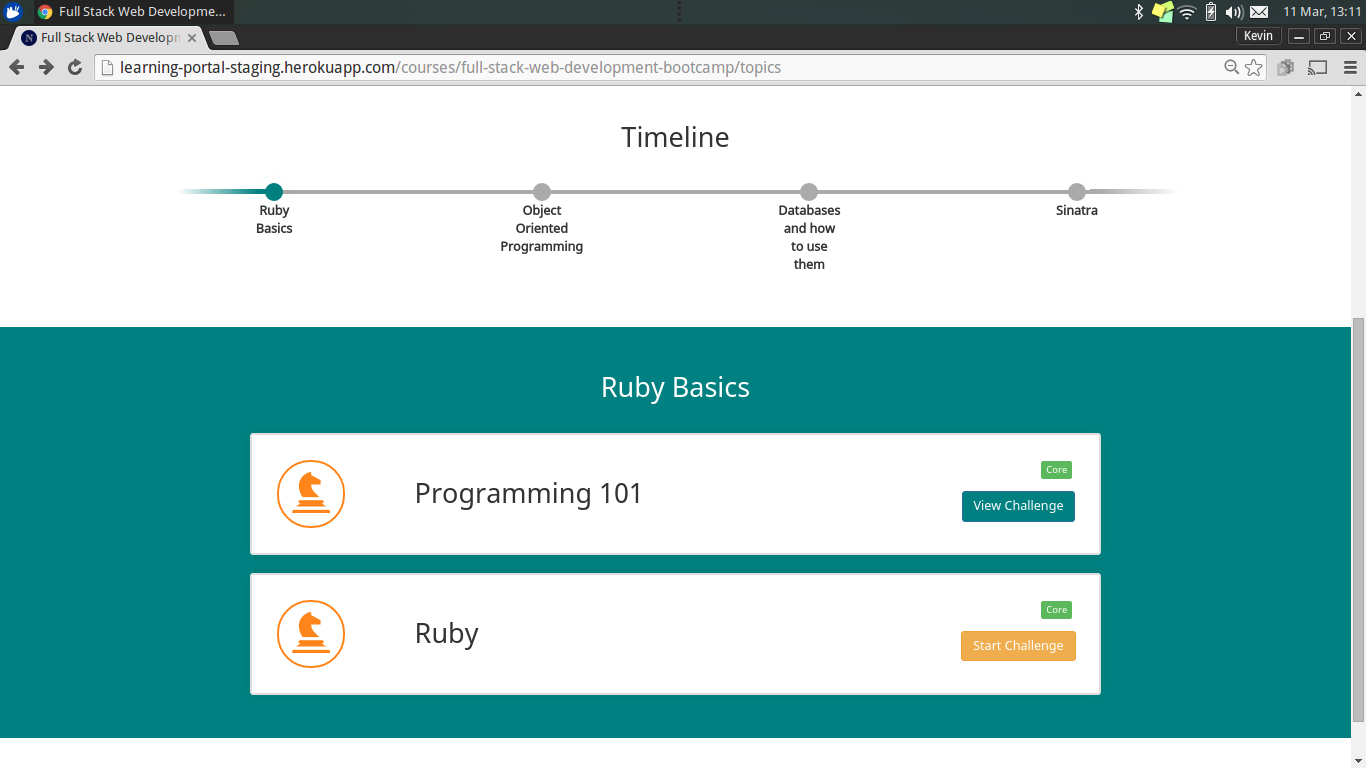 Full Stack Web Developme...
11 Mar, 13:11
Full Stack Web Developm
Kevin
learning-portal-staging.herokuapp.com/courses/full-stack-web-development-bootcamp/topics
Timeline
Ruby
Basics
Object
Oriented
Programming
Databases
and how
to use
them
Sinatra
Ruby Basics
Programming 101
Core
View Challenge
Ruby
Core
Start Challenge